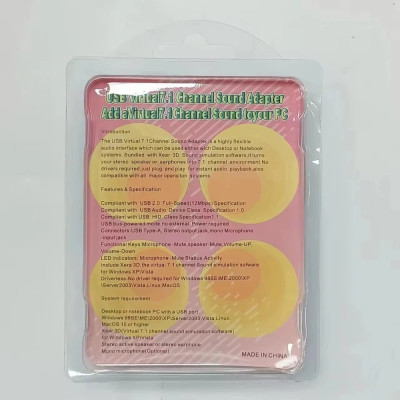 USB Virtual7.1 Channel Sound Adapter
Add a Virtual7.1 Channel Sound to your PC
Introduction
The USB Virtual 7.1Channel Sound Adapter is a highly flexible
audio interface which can be used either with Desktop or Notebook
systems. Bundled with Xear 3D Sound simulation software,it turns
your stereo speaker or earphones into 7.1 channel environment.No
drivers required,just plug and play for instant audio playback,also
compatible with all major operation systems.
Features & Specification
Compliant with USB 2.0 Full-Speed(12Mbps) Specification
Compliant with USB Audio Device Class Specification 1.0
Compliant with USB HID Class Specification1.1
USB bus-powered mode no external Power required
Connectors USB Type-A, Stereo output jack,mono Microphone
-input jack
Functional Keys Microphone-Mute,speaker-Mute,Volume-UP,
Volume-Down
LED indicators: Microphone-Mute Status Activity
Include Xera 3D,the virtual 7.1 channel Sound simulation software
for Windows XP/Vista
Driverless-No driver required for Windows 98SE\ME\2000\XP
\Server2003\Vista Linux MacOS
System requirement
Desktop or notebook PC with a USB port
Windows 98SE\ME\2000\XP\Server2003\Vista Linux
MacOS 10 or higher
Xear 3D(Virtual 7.1 channel sound simulation software)
for Windows XP\Vista
Stereo active speaker or stereo earphone
Mono microphone(Optional)
MADE IN CHINA